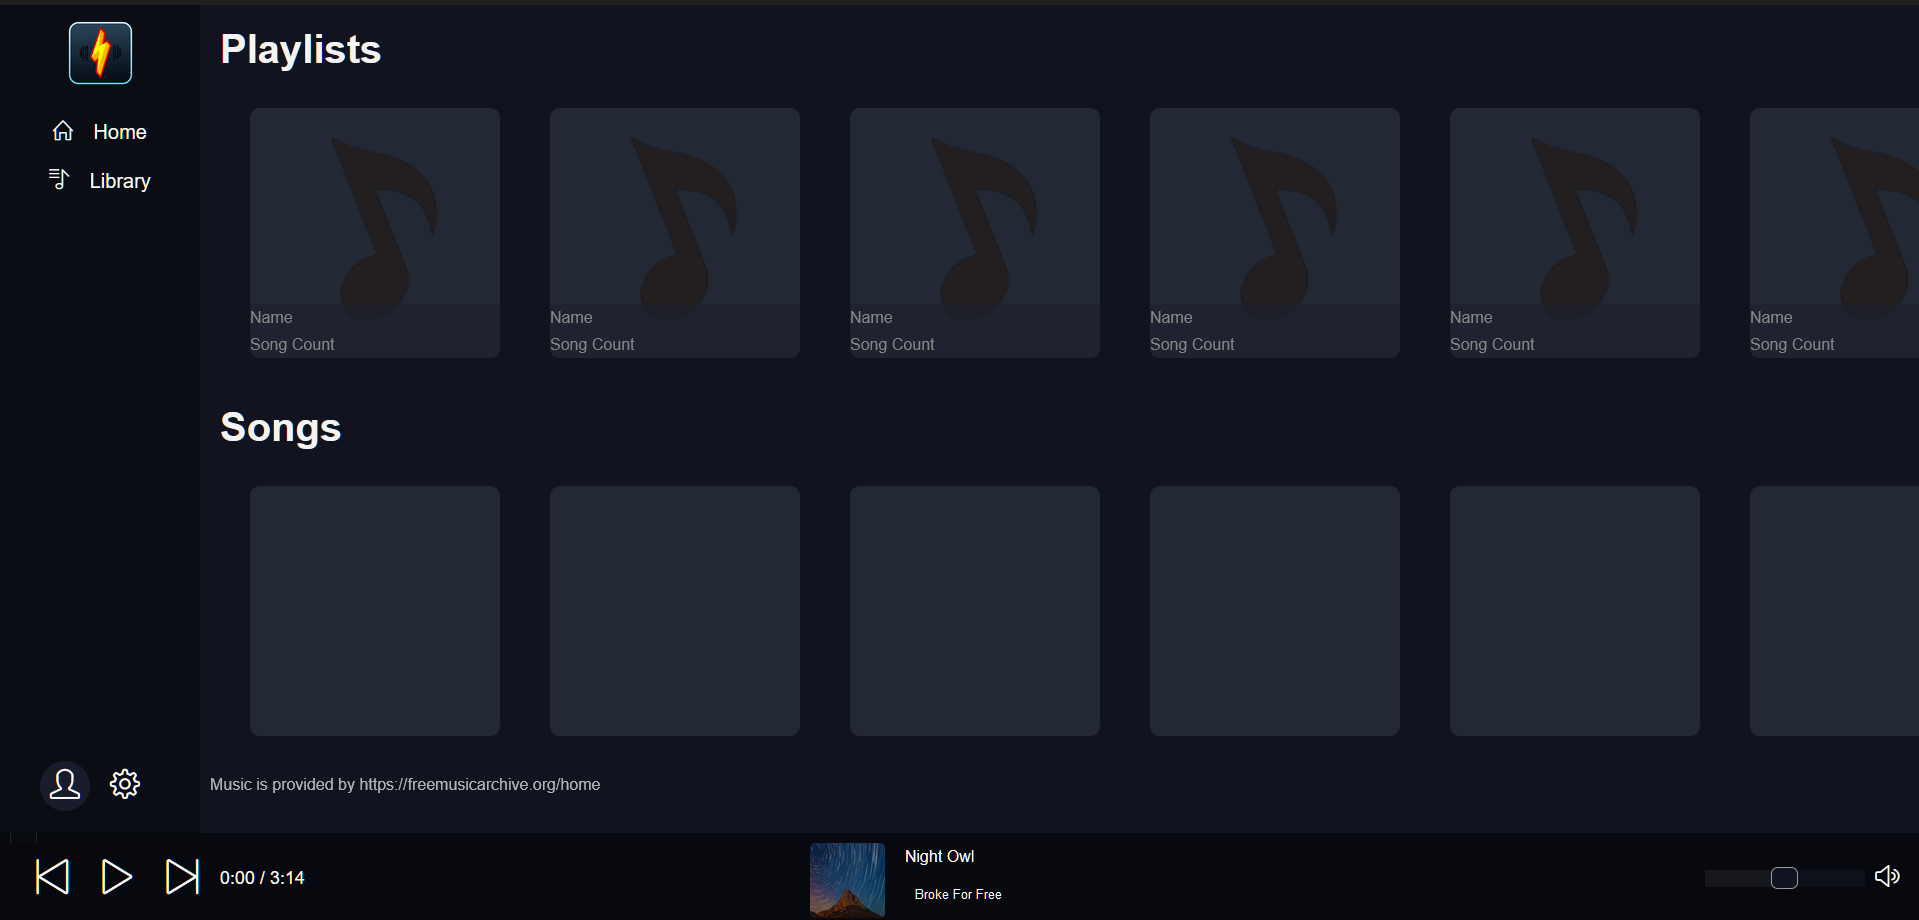 Playlists
Home
Library
Name
Song Count
Name
Song Count
Name
Song Count
Name
Song Count
Name
Song Count
Name
Song Count
Songs
Music is provided by https://freemusicarchive.org/home
0:00 / 3:14
Night Owl
Broke For Free